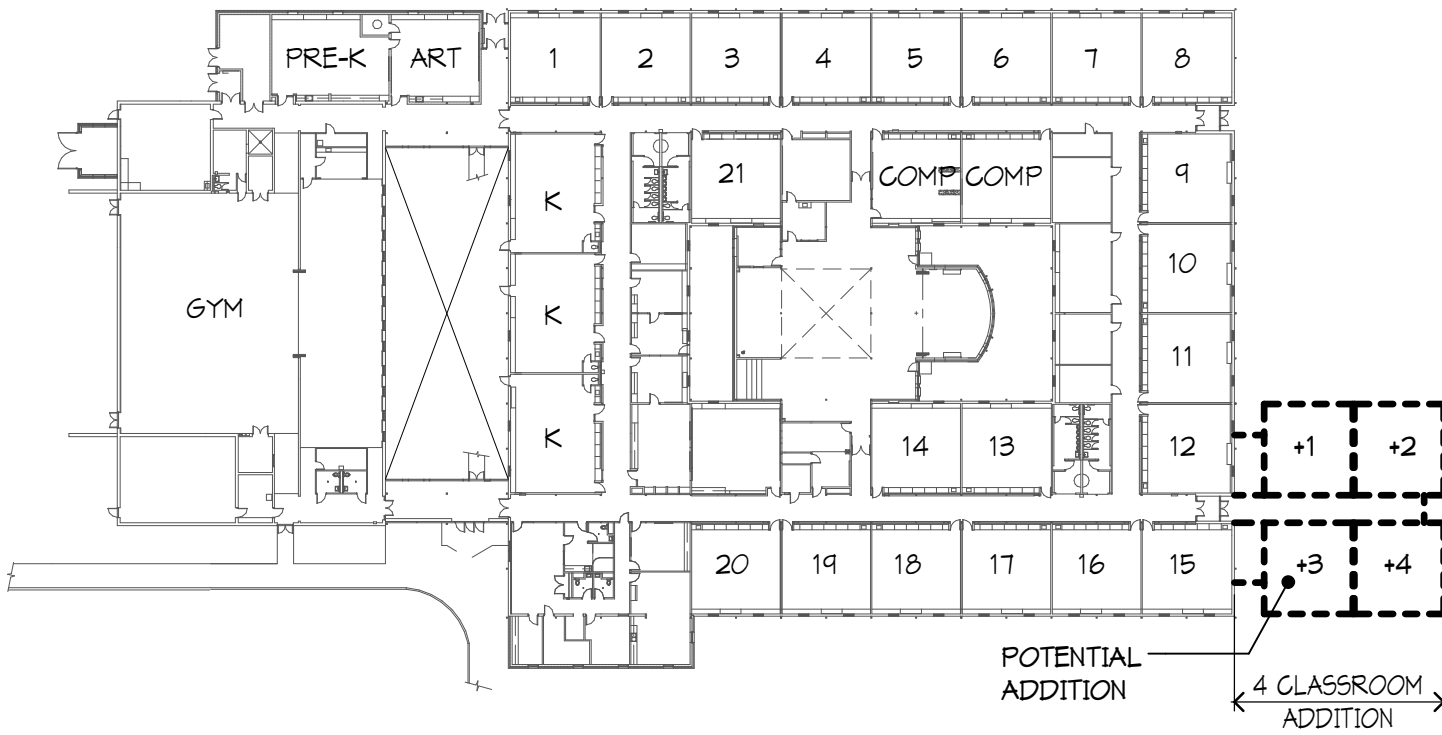 PRE-K ART 1 2 3 4 5 6 7 8
21 COMP COMP 9
K
10
GYM K
11
K 14 13 12 +1 +2
20 19 18 17 16 15 +3 +4
POTENTIAL
ADDITION
4 CLASSROOM
ADDITION